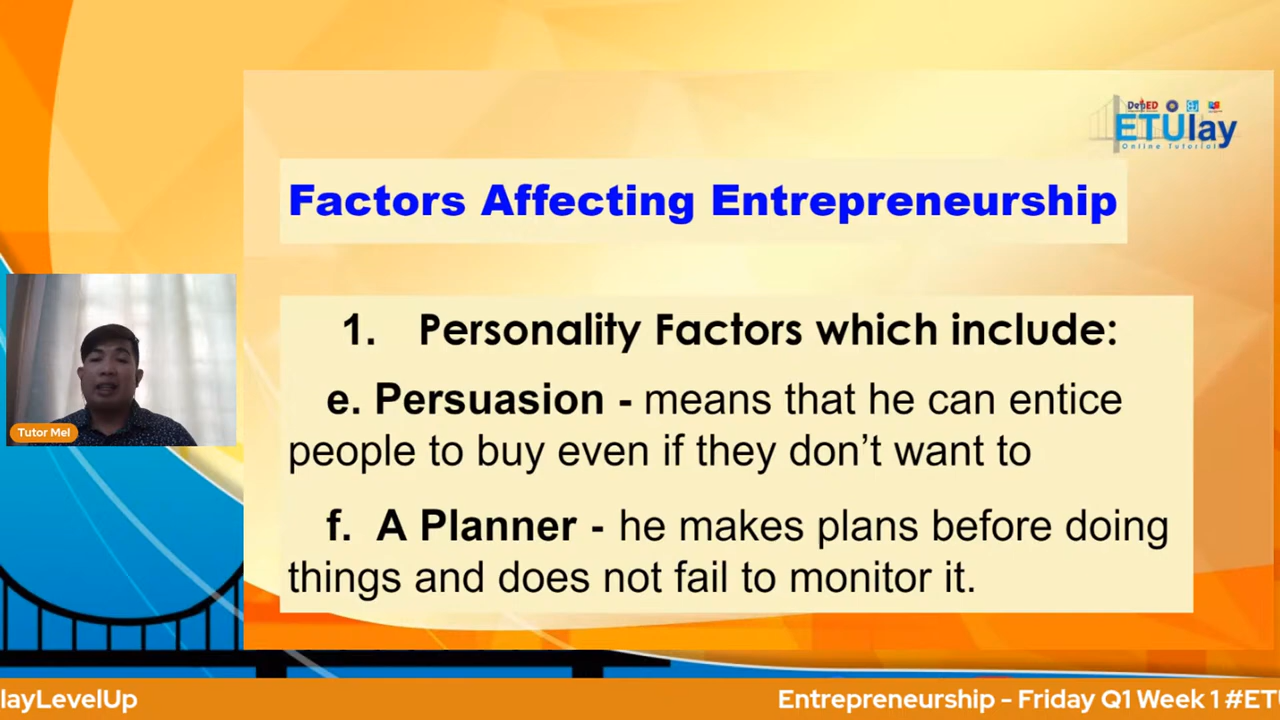 DepED
ETUlay
Online Tutorial
Factors Affecting Entrepreneurship
1. Personality Factors which include:
e. Persuasion - means that he can entice
people to buy even if they don’t want to
f. A Planner - he makes plans before doing
things and does not fail to monitor it.
Tutor Mel
layLevelUp
Entrepreneurship - Friday Q1 Week 1 #ETU